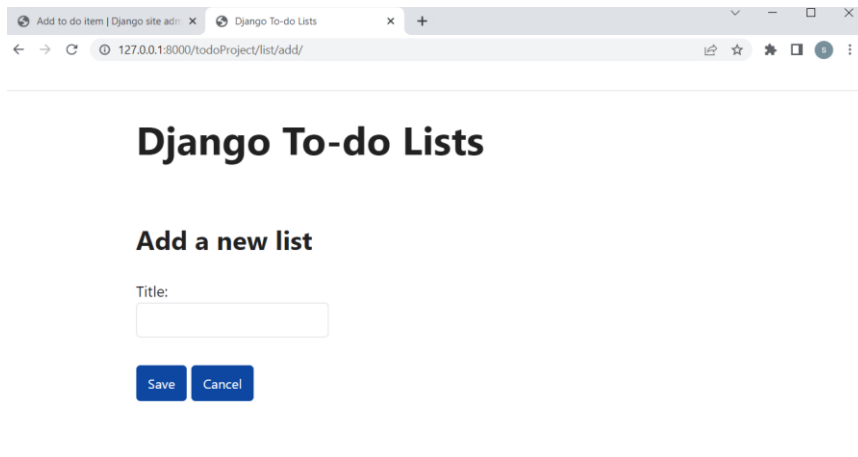 Add to do item | Django site adm
Django To-do Lists
127.0.0.1:8000/todoProject/list/add/
S
Django To-do Lists
Add a new list
Title:
Save Cancel